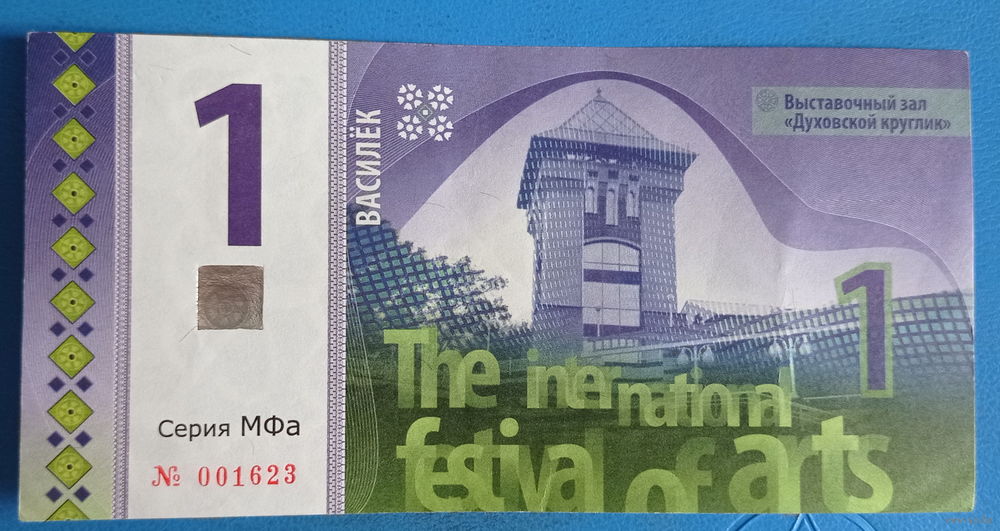 1
Серия МФа
№ 001623
ВАСИЛЁК
Выставочный зал
«Духовской круглик»
1
The international
festival of arts